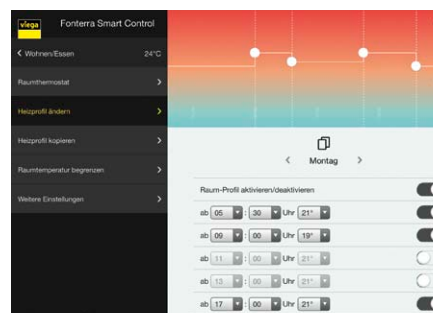 viega Fonterra Smart Control
Wohnen/Essen 24°C
Raumthermostat
Heizprofil ändern
Heizprofil kopieren
Raumtemperatur begrenzen
Weitere Einstellungen
Montag
Raum-Profil aktivieren/deaktivieren
ab 05 : 30 Uhr 21°
ab 09 : 00 Uhr 19°
ab 11 : 00 Uhr 21°
ab 13 : 00 Uhr 21°
ab 17 : 00 Uhr 21°